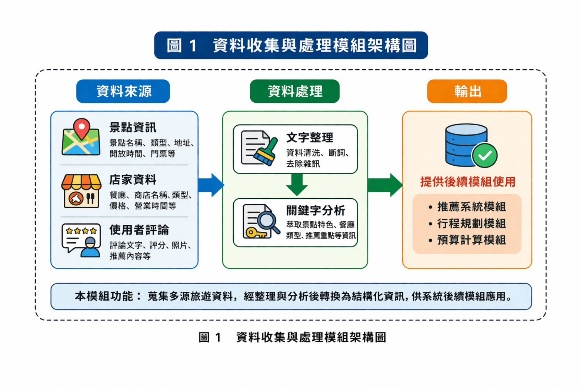 圖 1 資料收集與處理模組架構圖
資料來源
景點資訊
景點名稱、類型、地址、
開放時間、門票等
店家資料
餐廳、商店名稱、類型、
價格、營業時間等
使用者評論
評論文字、評分、照片、
推薦內容等
資料處理
文字整理
資料清洗、斷詞、
去除雜訊
關鍵字分析
萃取景點特色、餐廳
類型、推薦重點等資訊
輸出
提供後續模組使用
• 推薦系統模組
• 行程規劃模組
• 預算計算模組
本模組功能：蒐集多源旅遊資料，經整理與分析後轉換為結構化資訊，供系統後續模組應用。
圖 1 資料收集與處理模組架構圖